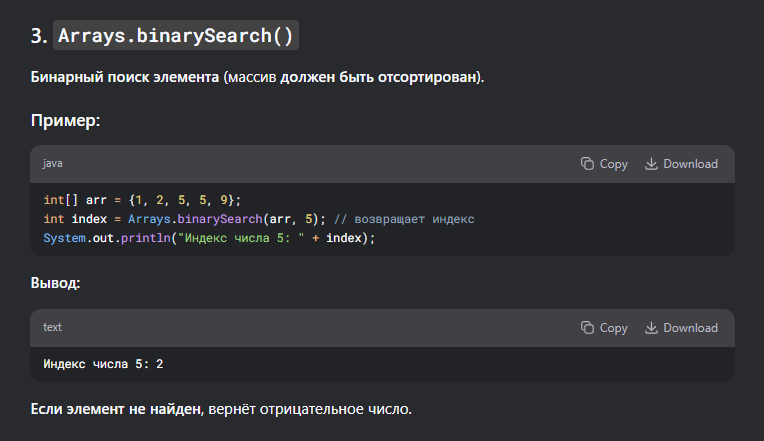 3. Arrays.binarySearch()
Бинарный поиск элемента (массив должен быть отсортирован).
Пример:
java Copy Download
int[] arr = {1, 2, 5, 5, 9};
int index = Arrays.binarySearch(arr, 5); // возвращает индекс
System.out.println("Индекс числа 5: " + index);
Вывод:
text Copy Download
Индекс числа 5: 2
Если элемент не найден, вернёт отрицательное число.